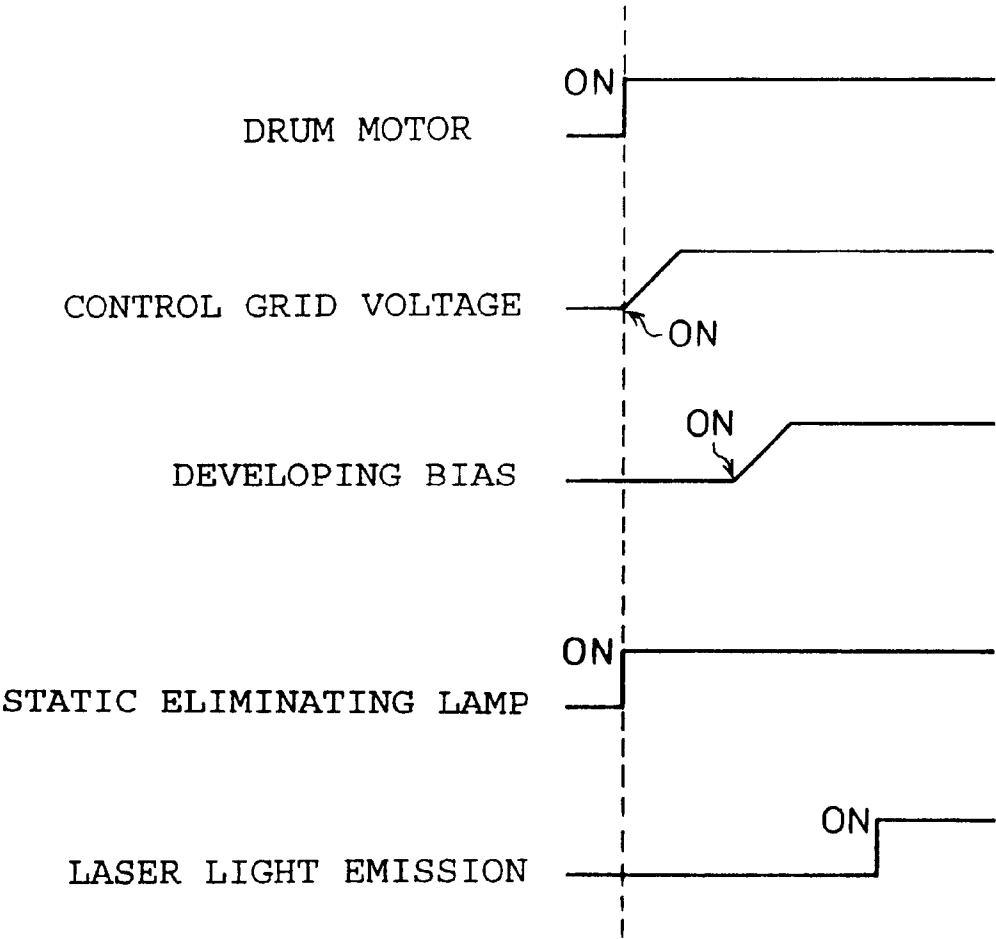 ON
DRUM MOTOR
CONTROL GRID VOLTAGE
ON
ON
DEVELOPING BIAS
ON
STATIC ELIMINATING LAMP
ON
LASER LIGHT EMISSION